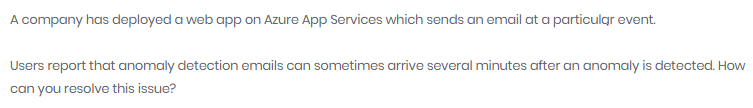 A company has deployed a web app on Azure App Services which sends an email at a particulqr event.
Users report that anomaly detection emails can sometimes arrive several minutes after an anomaly is detected. How
can you resolve this issue?